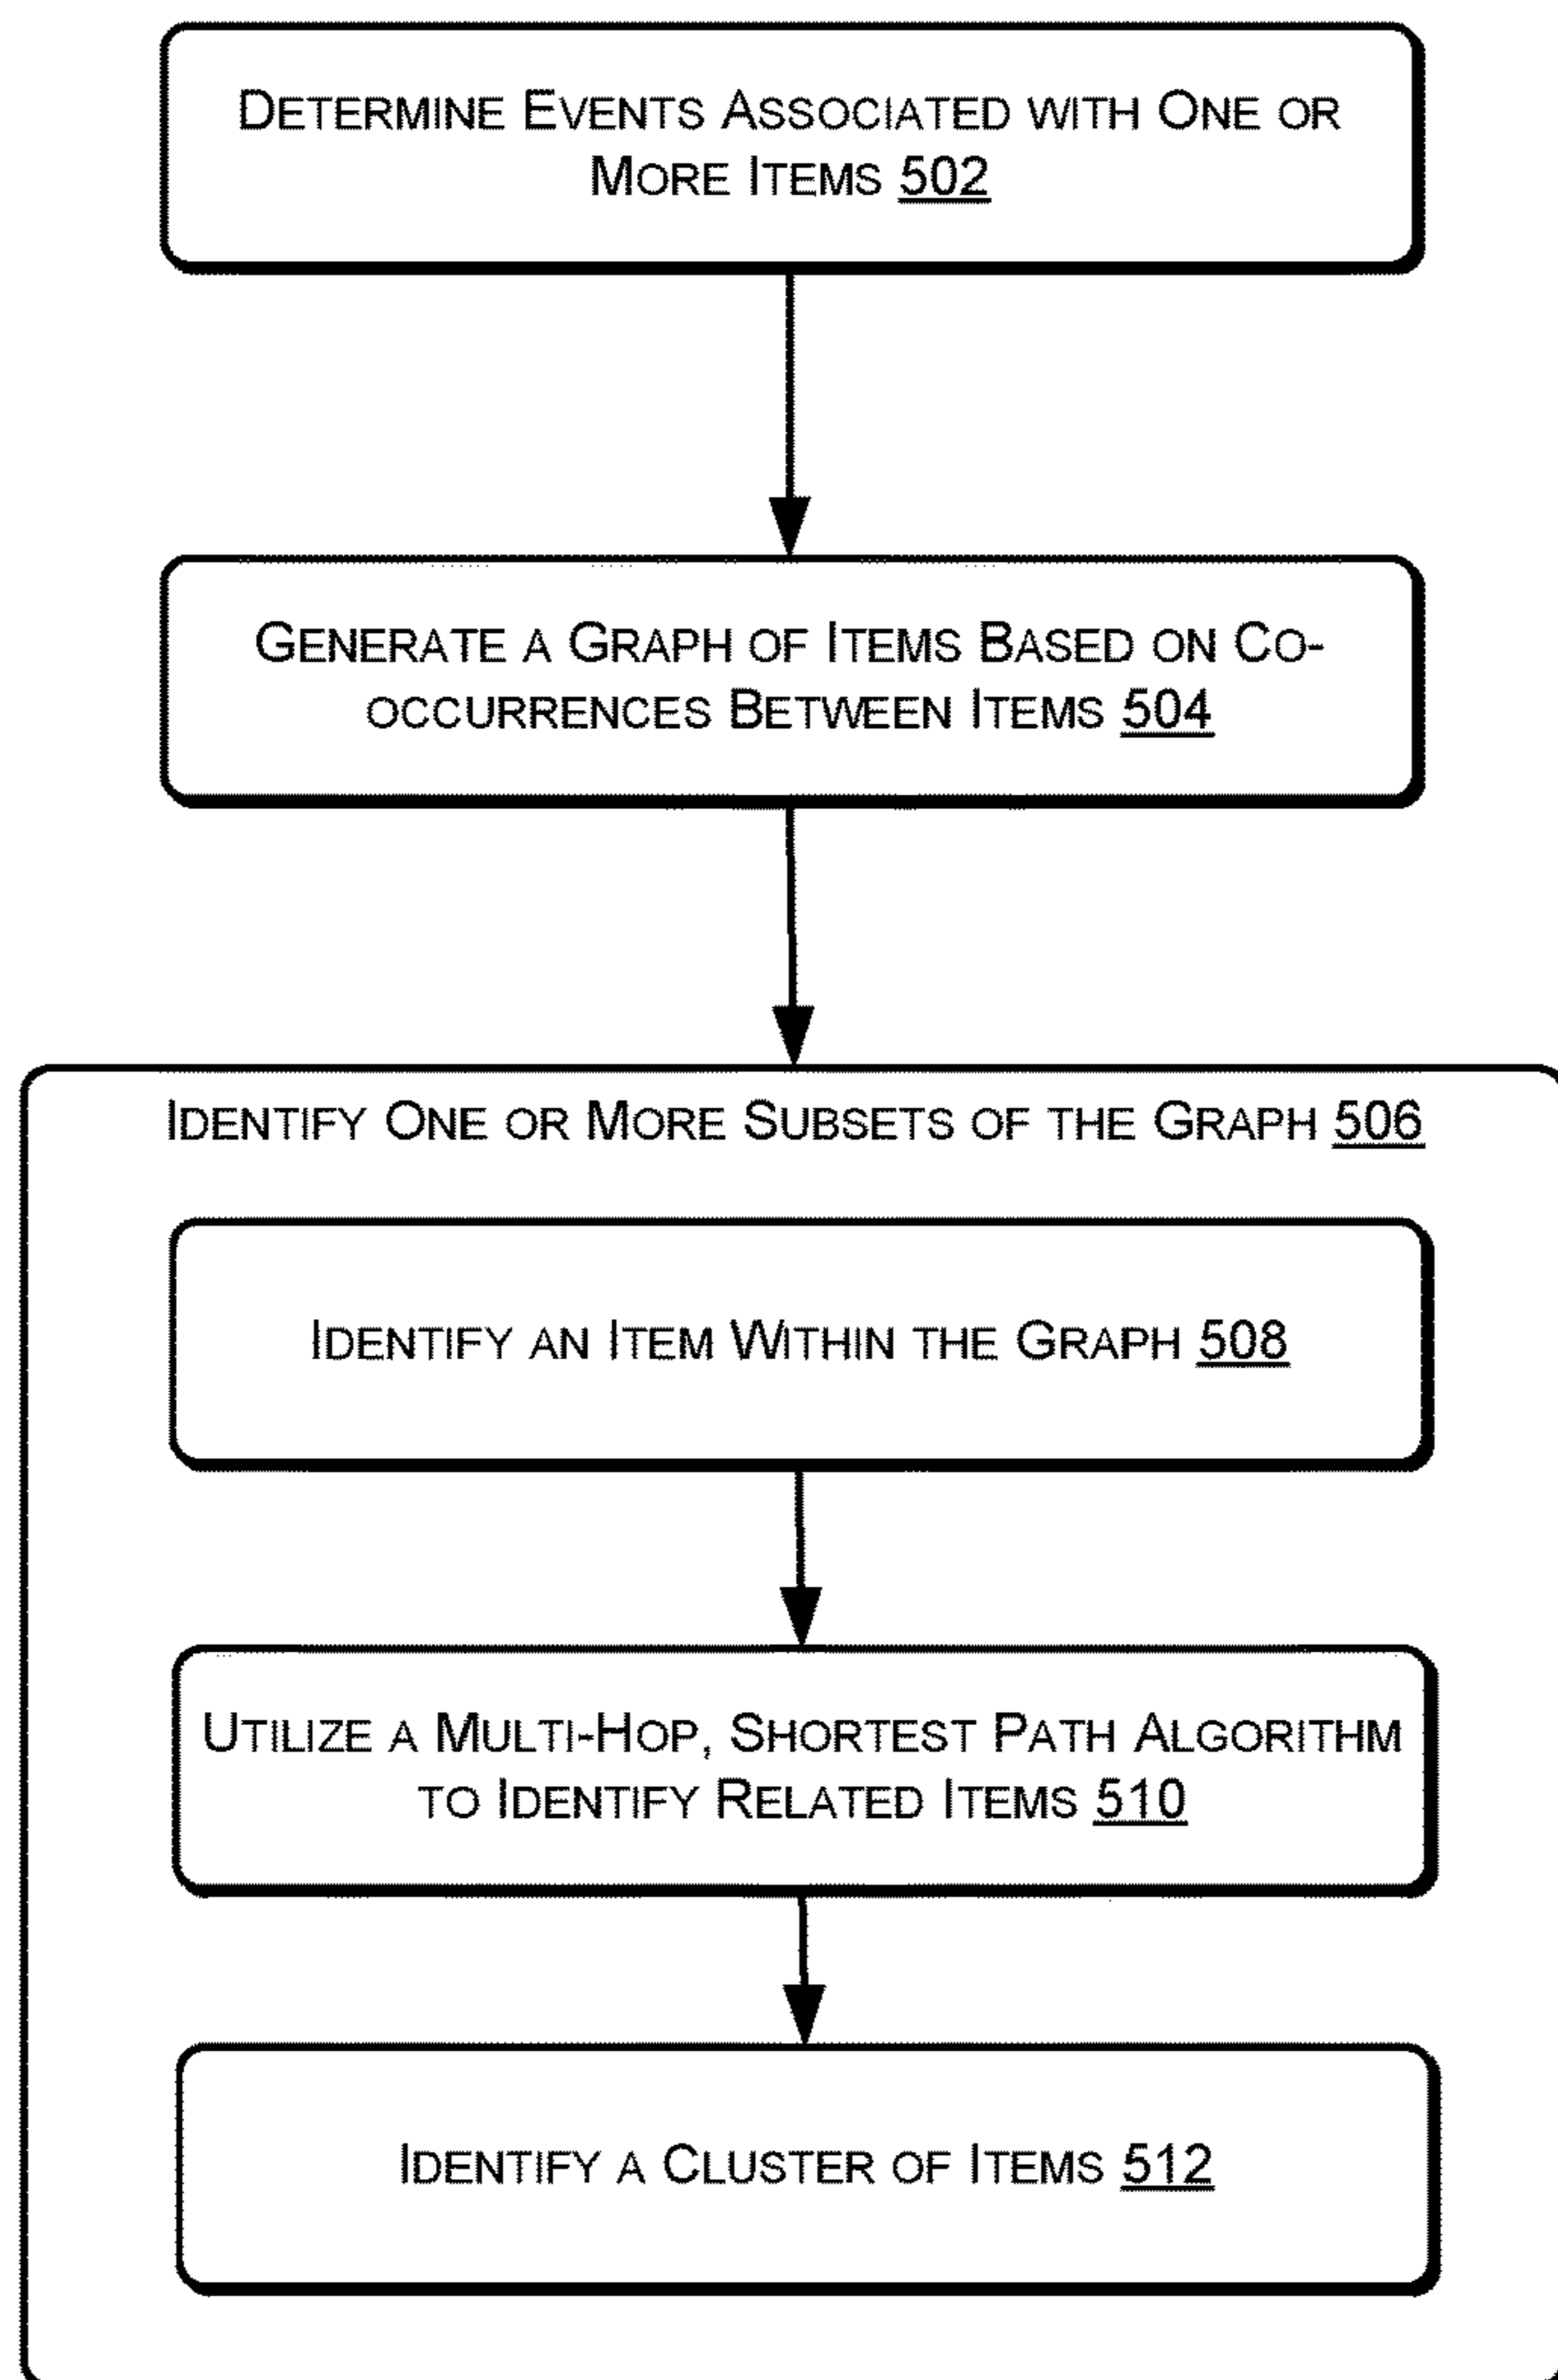 DETERMINE EVENTS ASSOCIATED WITH ONE OR
MORE ITEMS 502
GENERATE A GRAPH OF ITEMS BASED ON CO-
OCCURRENCES BETWEEN ITEMS 504
IDENTIFY ONE OR MORE SUBSETS OF THE GRAPH 506
IDENTIFY AN ITEM WITHIN THE GRAPH 508
UTILIZE A MULTI-HOP, SHORTEST PATH ALGORITHM
TO IDENTIFY RELATED ITEMS 510
IDENTIFY A CLUSTER OF ITEMS 512